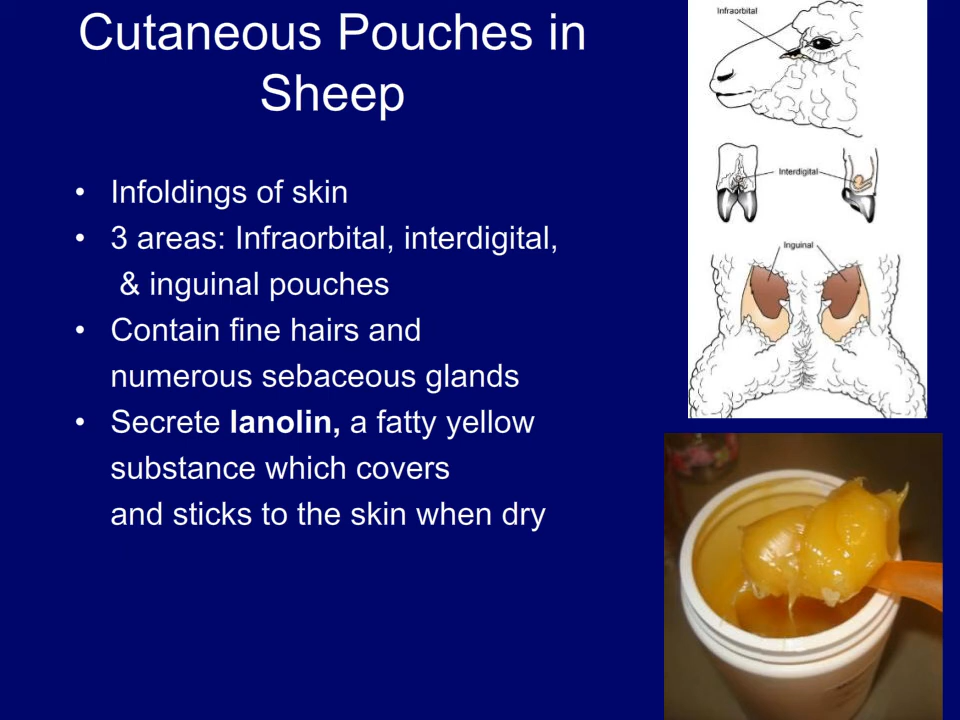 Cutaneous Pouches in
Sheep
• Infoldings of skin
• 3 areas: Infraorbital, interdigital,
& inguinal pouches
• Contain fine hairs and
numerous sebaceous glands
• Secrete lanolin, a fatty yellow
substance which covers
and sticks to the skin when dry
Infraorbital
Interdigital
Inguinal